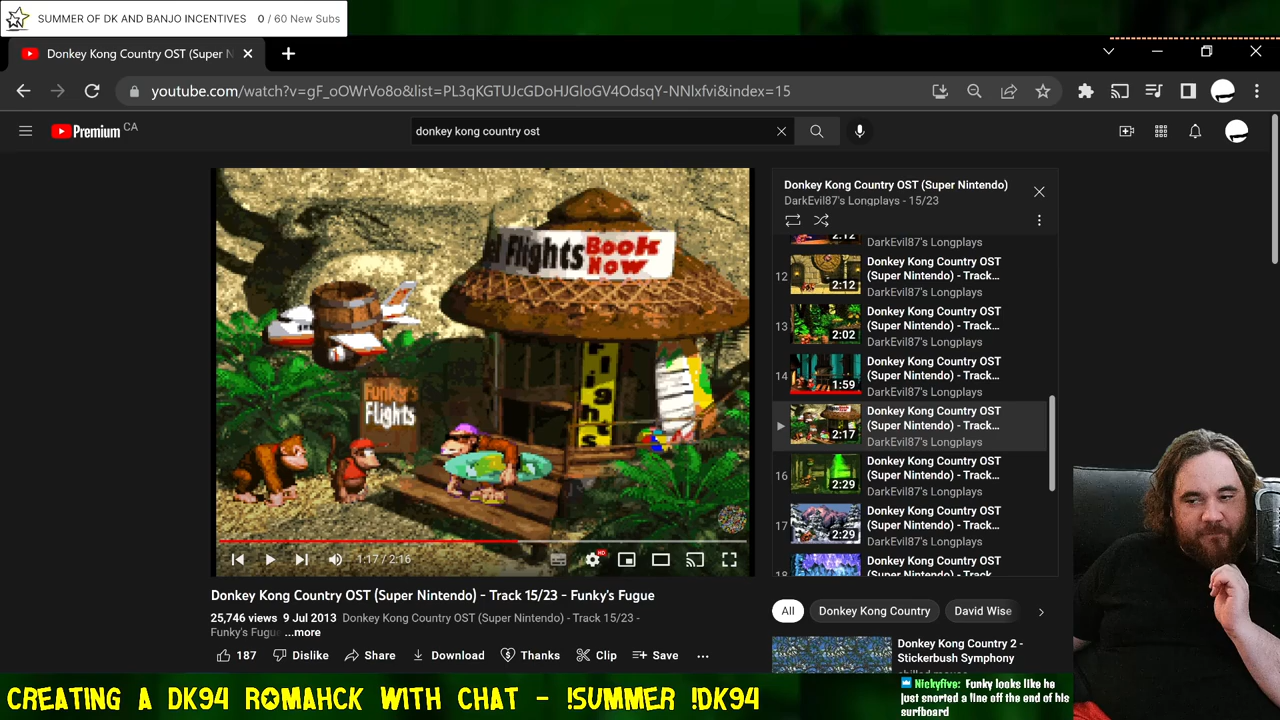 SUMMER OF DK AND BANJO INCENTIVES 0 / 60 New Subs
Donkey Kong Country OST (Super N
youtube.com/watch?v=gF_oOWrVo8o&list=PL3qKGTUJcGDoHJGloGV4OdsqY-NNlxfvi&index=15
Premium CA
donkey kong country ost
Flights Book Now
Funky's
Flights
Flights
1:17 / 2:16
HD
Donkey Kong Country OST (Super Nintendo)
DarkEvil87's Longplays - 15/23
2:12
DarkEvil87's Longplays
12
2:12
Donkey Kong Country OST
(Super Nintendo) - Track...
DarkEvil87's Longplays
13
2:02
Donkey Kong Country OST
(Super Nintendo) - Track...
DarkEvil87's Longplays
14
1:59
Donkey Kong Country OST
(Super Nintendo) - Track...
DarkEvil87's Longplays
2:17
Donkey Kong Country OST
(Super Nintendo) - Track...
DarkEvil87's Longplays
16
2:29
Donkey Kong Country OST
(Super Nintendo) - Track...
DarkEvil87's Longplays
17
2:29
Donkey Kong Country OST
(Super Nintendo) - Track...
DarkEvil87's Longplays
18
Donkey Kong Country OST
(Super Nintendo) - Track...
Donkey Kong Country OST (Super Nintendo) - Track 15/23 - Funky's Fugue
25,746 views 9 Jul 2013 Donkey Kong Country OST (Super Nintendo) - Track 15/23 -
Funky's Fugue ...more
187 Dislike Share Download Thanks Clip Save
All Donkey Kong Country David Wise
Donkey Kong Country 2 -
Stickerbush Symphony
CREATING A DK94 ROMAHCK WITH CHAT - !SUMMER !DK94
Nickyfive: Funky looks like he
just snorted a line off the end of his
surfboard